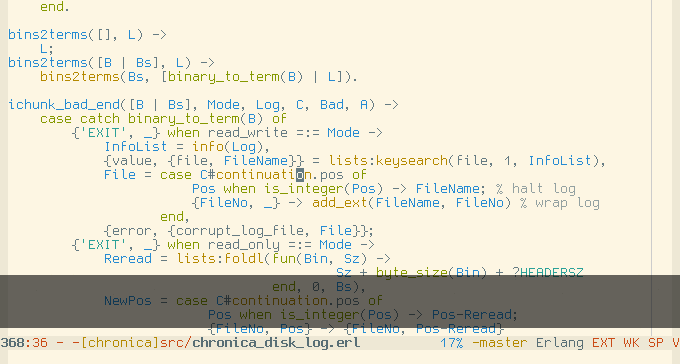 end.
bins2terms([], L) ->
L;
bins2terms([B | Bs], L) ->
bins2terms(Bs, [binary_to_term(B) | L]).
ichunk_bad_end([B | Bs], Mode, Log, C, Bad, A) ->
case catch binary_to_term(B) of
{'EXIT', _} when read_write =:= Mode ->
InfoList = info(Log),
{value, {file, FileName}} = lists:keysearch(file, 1, InfoList),
File = case C#continuation.pos of
Pos when is_integer(Pos) -> FileName; % halt log
{FileNo, _} -> add_ext(FileName, FileNo) % wrap log
end,
{error, {corrupt_log_file, File}};
{'EXIT', _} when read_only =:= Mode ->
Reread = lists:foldl(fun(Bin, Sz) ->
Sz + byte_size(Bin) + ?HEADERSZ
end, 0, Bs),
NewPos = case C#continuation.pos of
Pos when is_integer(Pos) -> Pos-Reread;
{FileNo, Pos} -> {FileNo, Pos-Reread}
368:36 - -[chronica]src/chronica_disk_log.erl 17% -master Erlang EXT WK SP V